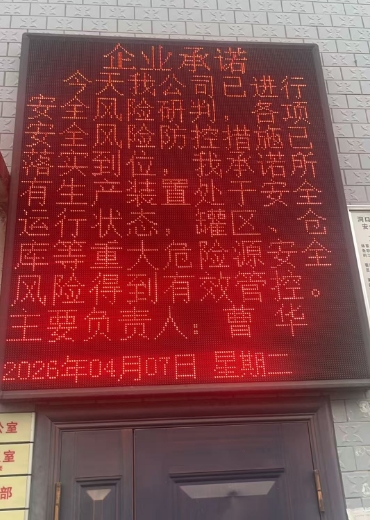 企业承诺
今天我公司已进行
安全风险研判，各项
安全风险防控措施已
落实到位，我承诺所
有生产装置处于安全
运行状态，罐区、仓
库等重大危险源安全
风险得到有效管控。
主要负责人：曹 华
2026年04月07日 星期二
公室
室
部